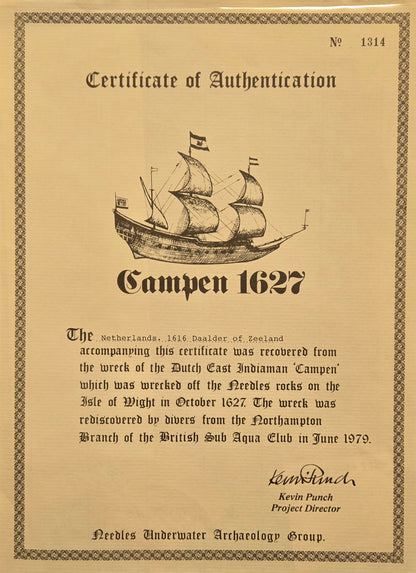 Nº 1314
Certificate of Authentication
Campen 1627
The Netherlands. 1616 Daalder of Zeeland
accompanying this certificate was recovered from
the wreck of the Dutch East Indiaman 'Campen'
which was wrecked off the Needles rocks on the
Isle of Wight in October 1627. The wreck was
rediscovered by divers from the Northampton
Branch of the British Sub Aqua Club in June 1979.
Kevin Punch
Kevin Punch
Project Director
Needles Underwater Archaeology Group.